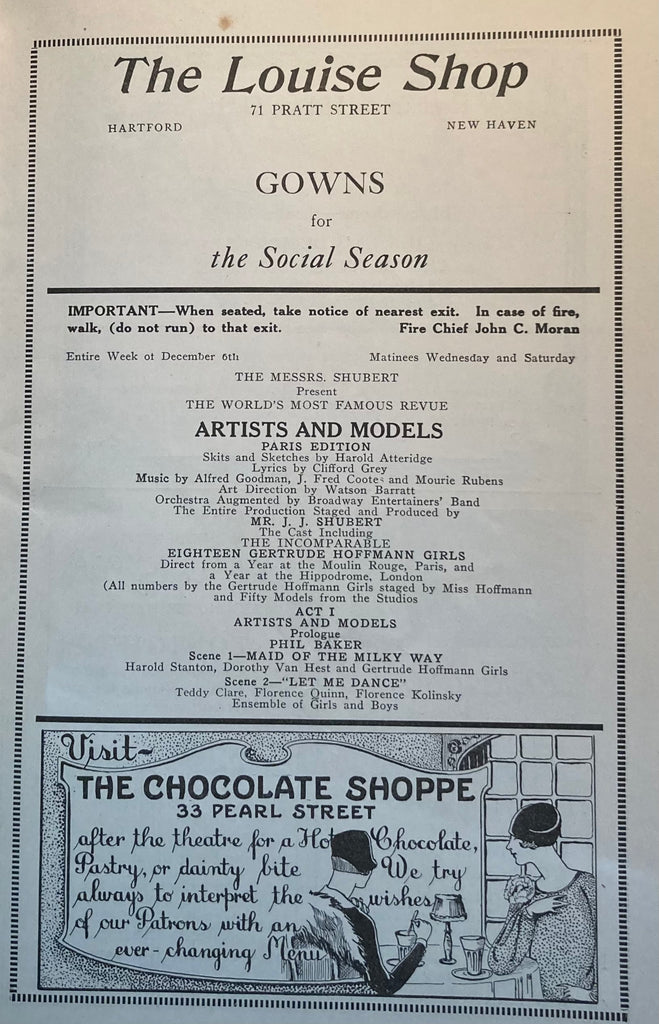 The Louise Shop
71 PRATT STREET
HARTFORD NEW HAVEN
GOWNS
for
the Social Season
IMPORTANT—When seated, take notice of nearest exit. In case of fire,
walk, (do not run) to that exit. Fire Chief John C. Moran
Entire Week of December 6th Matinees Wednesday and Saturday
THE MESSRS. SHUBERT
Present
THE WORLD'S MOST FAMOUS REVUE
ARTISTS AND MODELS
PARIS EDITION
Skits and Sketches by Harold Atteridge
Lyrics by Clifford Grey
Music by Alfred Goodman, J. Fred Cootes and Mourie Rubens
Art Direction by Watson Barratt
Orchestra Augmented by Broadway Entertainers' Band
The Entire Production Staged and Produced by
MR. J. J. SHUBERT
The Cast Including
THE INCOMPARABLE
EIGHTEEN GERTRUDE HOFFMANN GIRLS
Direct from a Year at the Moulin Rouge, Paris, and
a Year at the Hippodrome, London
(All numbers by the Gertrude Hoffmann Girls staged by Miss Hoffmann
and Fifty Models from the Studios
ACT I
ARTISTS AND MODELS
Prologue
PHIL BAKER
Scene 1—MAID OF THE MILKY WAY
Harold Stanton, Dorothy Van Hest and Gertrude Hoffmann Girls
Scene 2—"LET ME DANCE"
Teddy Clare, Florence Quinn, Florence Kolinsky
Ensemble of Girls and Boys
Visit~
THE CHOCOLATE SHOPPE
33 PEARL STREET
after the theatre for a Hot Chocolate,
Pastry, or dainty bite We try
always to interpret the wishes
of our Patrons with an
ever-changing Menu